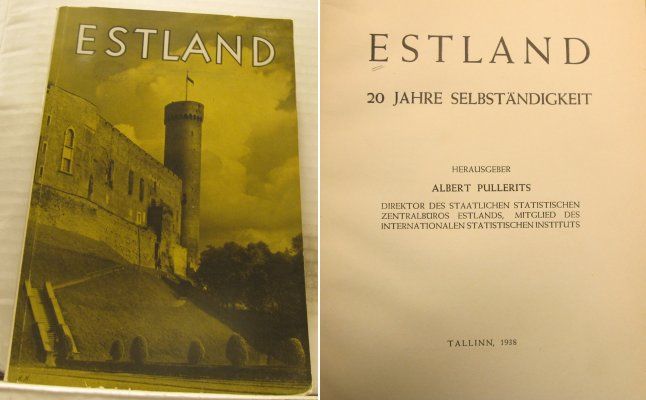 ESTLAND
ESTLAND
20 JAHRE SELBSTÄNDIGKEIT
HERAUSGEBER
ALBERT PULLERITS
DIREKTOR DES STAATLICHEN STATISTISCHEN
ZENTRALBÜROS ESTLANDS, MITGLIED DES
INTERNATIONALEN STATISTISCHEN INSTITUTS
TALLINN, 1938